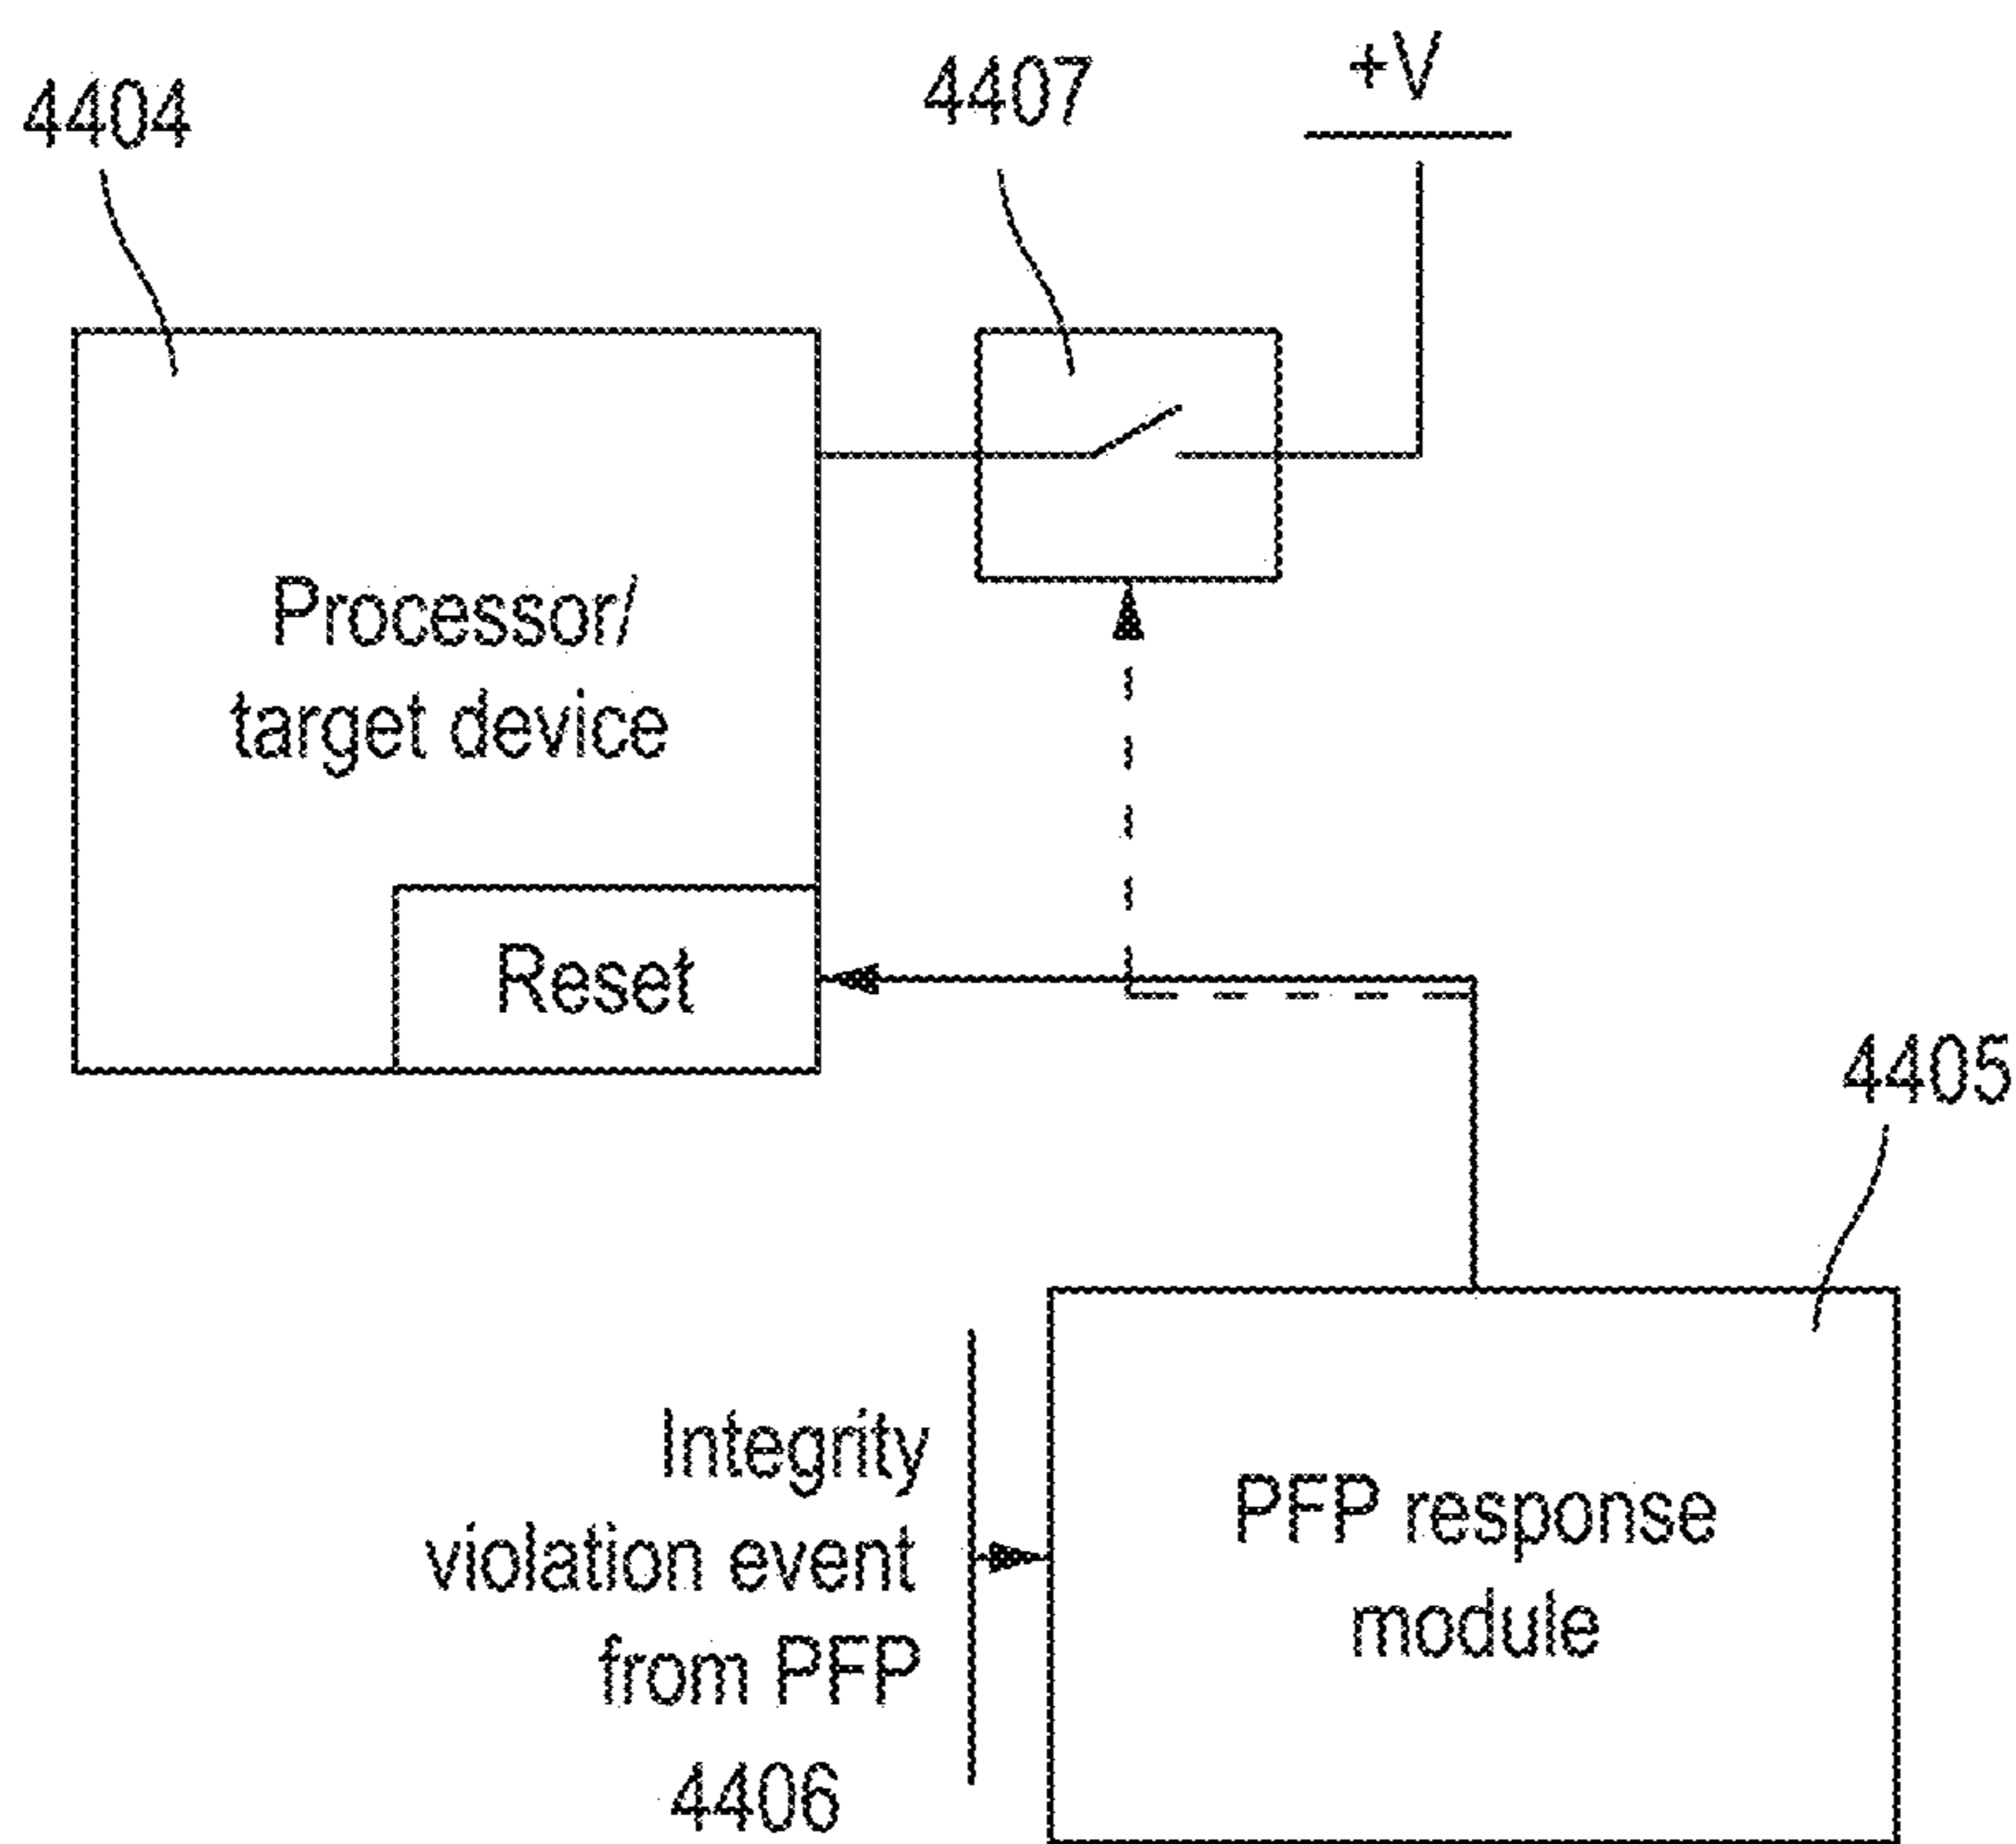 4404
4407
+V
Processor/
target device
Reset
4405
Integrity
violation event
from PFP
4406
PFP response
module